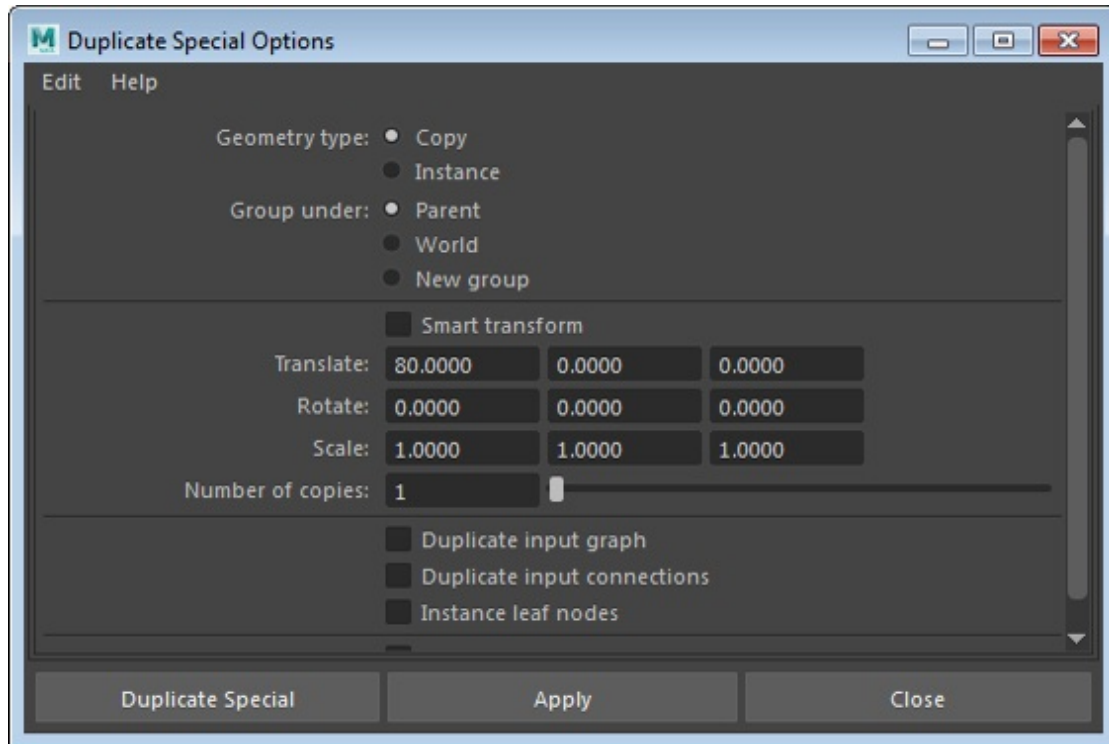 Duplicate Special Options
Edit Help
Geometry type: Copy
Instance
Group under: Parent
World
New group
Smart transform
Translate: 80.0000 0.0000 0.0000
Rotate: 0.0000 0.0000 0.0000
Scale: 1.0000 1.0000 1.0000
Number of copies: 1
Duplicate input graph
Duplicate input connections
Instance leaf nodes
Duplicate Special Apply Close